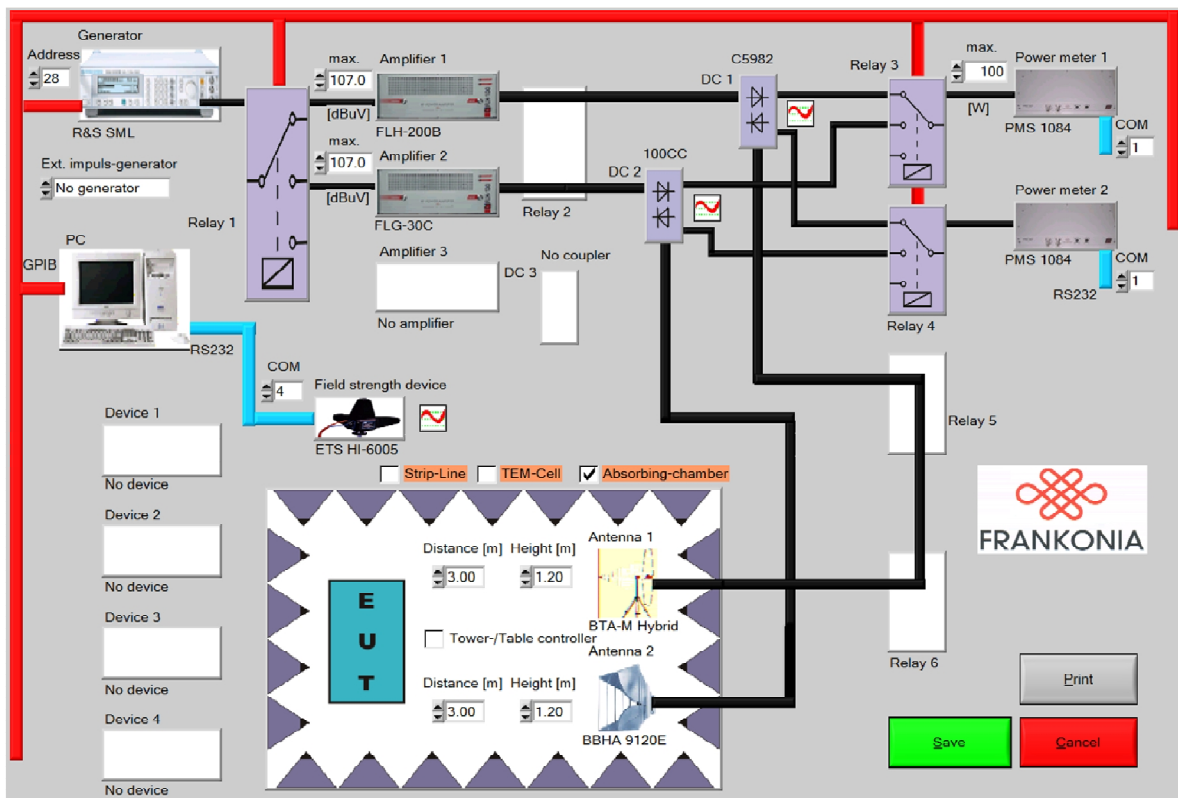 Generator
Address
28
R&S SML
Ext. impuls-generator
No generator
Relay 1
max.
107.0
[dBuV]
Amplifier 1
FLH-200B
max.
107.0
[dBuV]
Amplifier 2
FLG-30C
Amplifier 3
No amplifier
Relay 2
C5982
DC 1
100CC
DC 2
No coupler
DC 3
Relay 3
max.
100
[W]
Power meter 1
PMS 1084
COM
1
Power meter 2
PMS 1084
COM
1
RS232
Relay 4
PC
GPIB
RS232
COM
4
Field strength device
ETS HI-6005
Relay 5
Relay 6
Device 1
No device
Device 2
No device
Device 3
No device
Device 4
No device
Strip-Line
TEM-Cell
Absorbing-chamber
E
U
T
Distance [m]
3.00
Height [m]
1.20
Antenna 1
BTA-M Hybrid
Tower-/Table controller
Antenna 2
Distance [m]
3.00
Height [m]
1.20
BBHA 9120E
FRANKONIA
Print
Save
Cancel